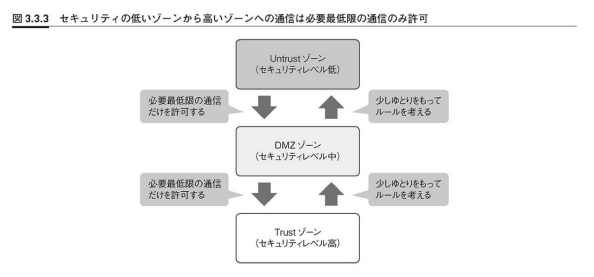 図 3.3.3 セキュリティの低いゾーンから高いゾーンへの通信は必要最低限の通信のみ許可
Untrust ゾーン
（セキュリティレベル低）
必要最低限の通信
だけを許可する
少しゆとりをもって
ルールを考える
DMZ ゾーン
（セキュリティレベル中）
必要最低限の通信
だけを許可する
少しゆとりをもって
ルールを考える
Trust ゾーン
（セキュリティレベル高）